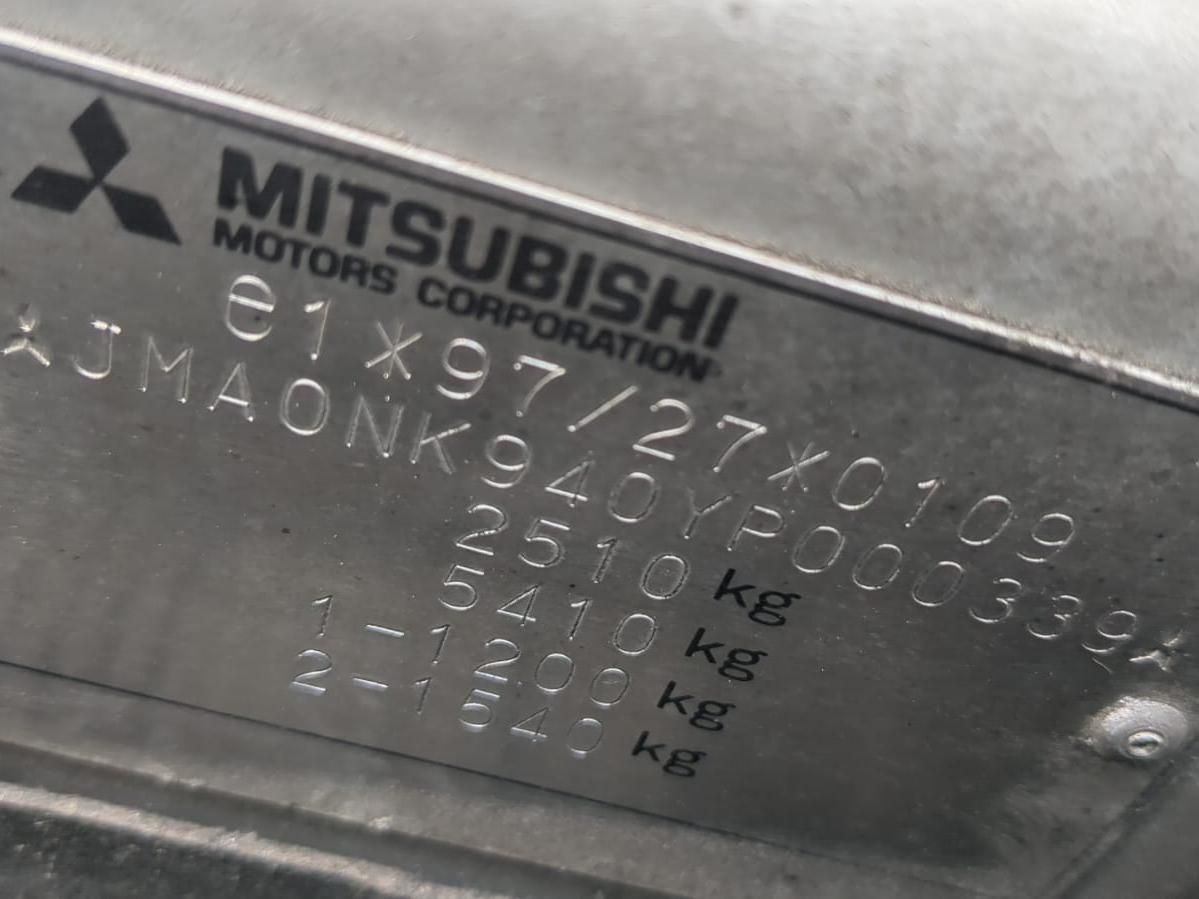 MITSUBISHI
MOTORS CORPORATION
e1*97/27*0109
*JMA0NK940YP000339*
2510 kg
5410 kg
1-1200 kg
2-1540 kg